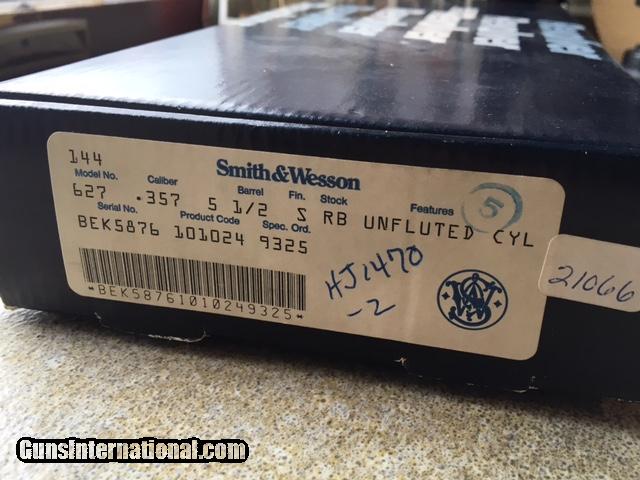 144
Smith & Wesson
Model No. Caliber Barrel Fin. Stock Features
627 .357 5 1/2 S RB UNFLUTED CYL
Serial No. Product Code Spec. Ord.
BEK5876 101024 9325
5
*BEK58761010249325*
HJ1470
-2
21066
GunsInternational.com